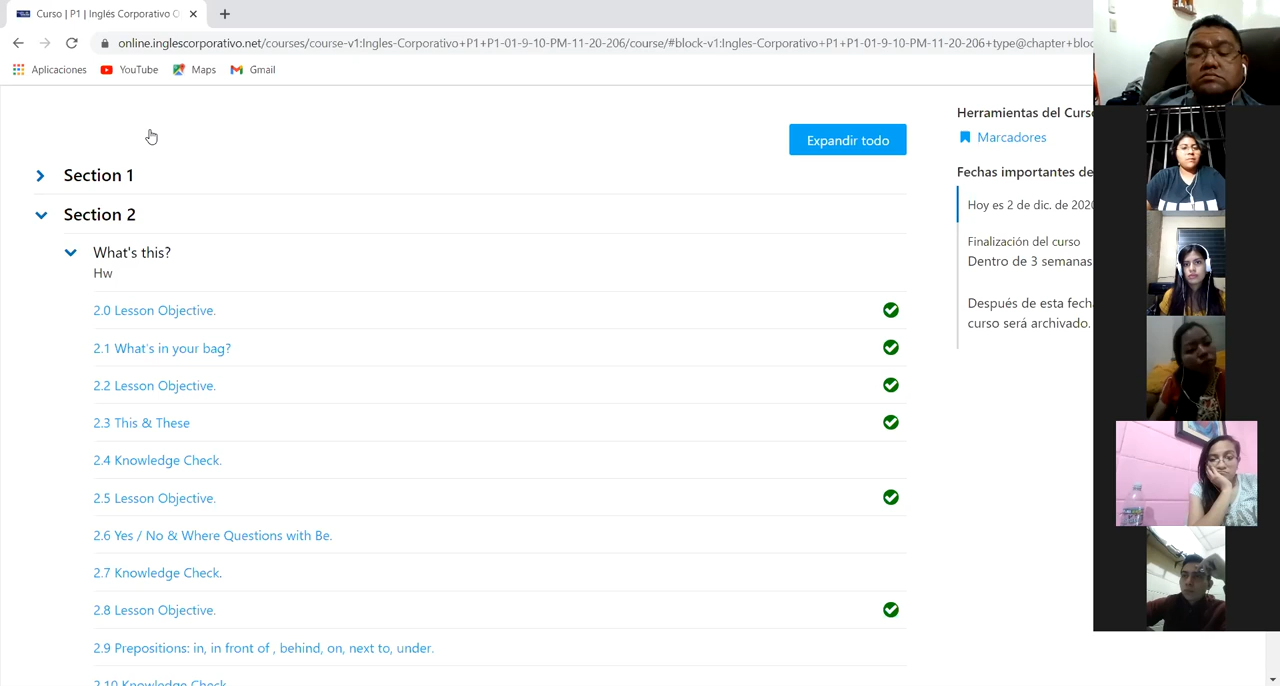 Curso | P1 | Inglés Corporativo
online.inglescorporativo.net/courses/course-v1:Ingles-Corporativo+P1+P1-01-9-10-PM-11-20-206/course/#block-v1:Ingles-Corporativo+P1+P1-01-9-10-PM-11-20-206+type@chapter+bloc
Aplicaciones YouTube Maps Gmail
Expandir todo
Section 1
Section 2
What's this?
Hw
2.0 Lesson Objective.
2.1 What's in your bag?
2.2 Lesson Objective.
2.3 This & These
2.4 Knowledge Check.
2.5 Lesson Objective.
2.6 Yes / No & Where Questions with Be.
2.7 Knowledge Check.
2.8 Lesson Objective.
2.9 Prepositions: in, in front of , behind, on, next to, under.
2.10 Knowledge Check
Herramientas del Curs
Marcadores
Fechas importantes de
Hoy es 2 de dic. de 2020
Finalización del curso
Dentro de 3 semanas
Después de esta fech
curso será archivado.